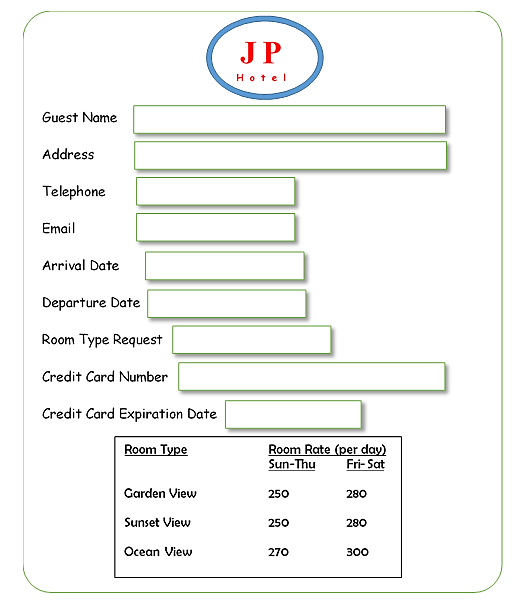 JP
Hotel
Guest Name
Address
Telephone
Email
Arrival Date
Departure Date
Room Type Request
Credit Card Number
Credit Card Expiration Date
Room Type Room Rate (per day)
Sun-Thu Fri-Sat
Garden View 250 280
Sunset View 250 280
Ocean View 270 300